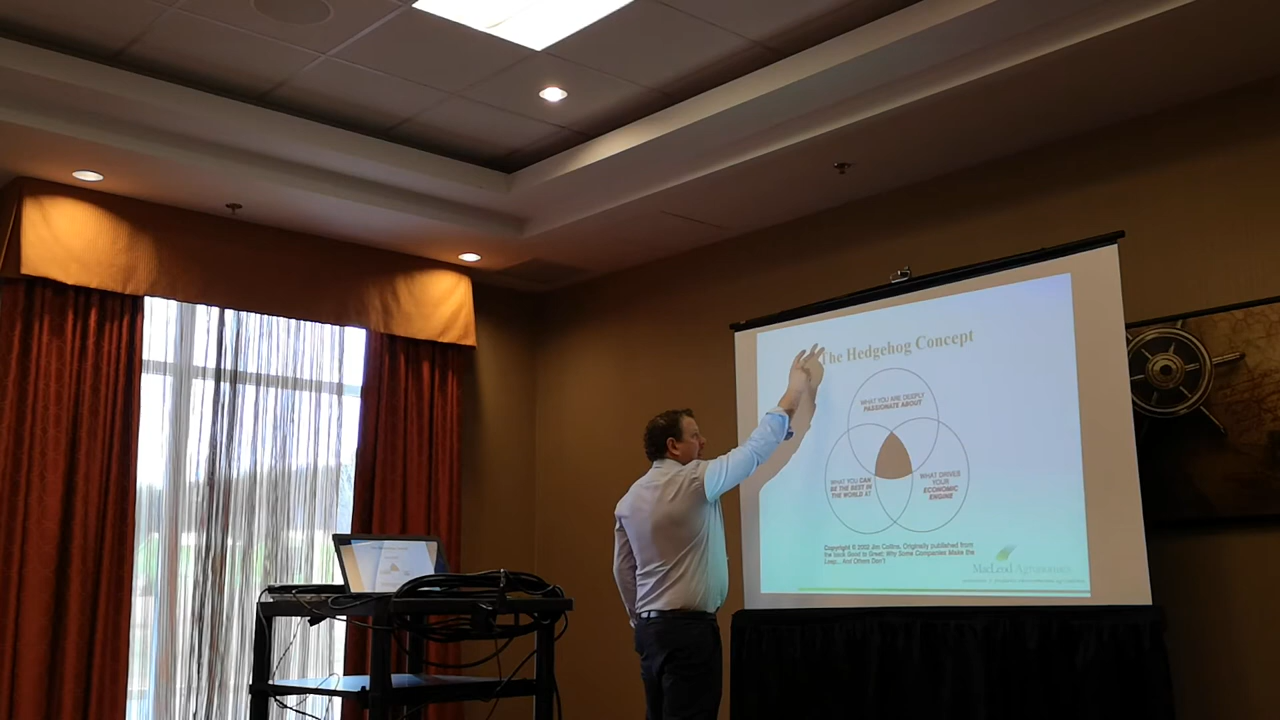 The Hedgehog Concept
WHAT YOU ARE DEEPLY
PASSIONATE ABOUT
WHAT YOU CAN
BE THE BEST IN
THE WORLD AT
WHAT DRIVES
YOUR
ECONOMIC
ENGINE
Copyright © 2002 Jim Collins, Originally published from
the book Good to Great: Why Some Companies Make the
Leap... And Others Don't
MacLeod Agronomics